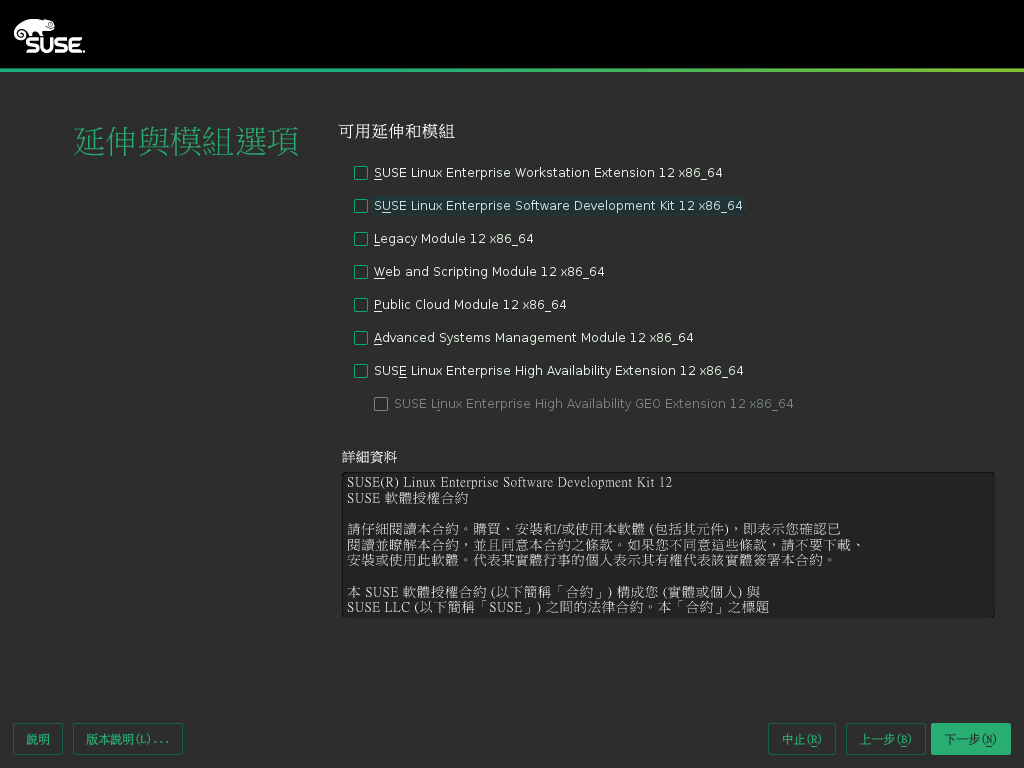 SUSE.
延伸與模組選項
可用延伸和模組
SUSE Linux Enterprise Workstation Extension 12 x86_64
SUSE Linux Enterprise Software Development Kit 12 x86_64
Legacy Module 12 x86_64
Web and Scripting Module 12 x86_64
Public Cloud Module 12 x86_64
Advanced Systems Management Module 12 x86_64
SUSE Linux Enterprise High Availability Extension 12 x86_64
SUSE Linux Enterprise High Availability GEO Extension 12 x86_64
詳細資料
SUSE(R) Linux Enterprise Software Development Kit 12
SUSE 軟體授權合約
請仔細閱讀本合約。購買、安裝和/或使用本軟體 (包括其元件)，即表示您確認已
閱讀並瞭解本合約，並且同意本合約之條款。如果您不同意這些條款，請不要下載、
安裝或使用此軟體。代表某實體行事的個人表示其有權代表該實體簽署本合約。
本 SUSE 軟體授權合約 (以下簡稱「合約」) 構成您 (實體或個人) 與
SUSE LLC (以下簡稱「SUSE」) 之間的法律合約。本「合約」之標題
說明
版本說明(L)...
中止(R)
上一步(B)
下一步(N)